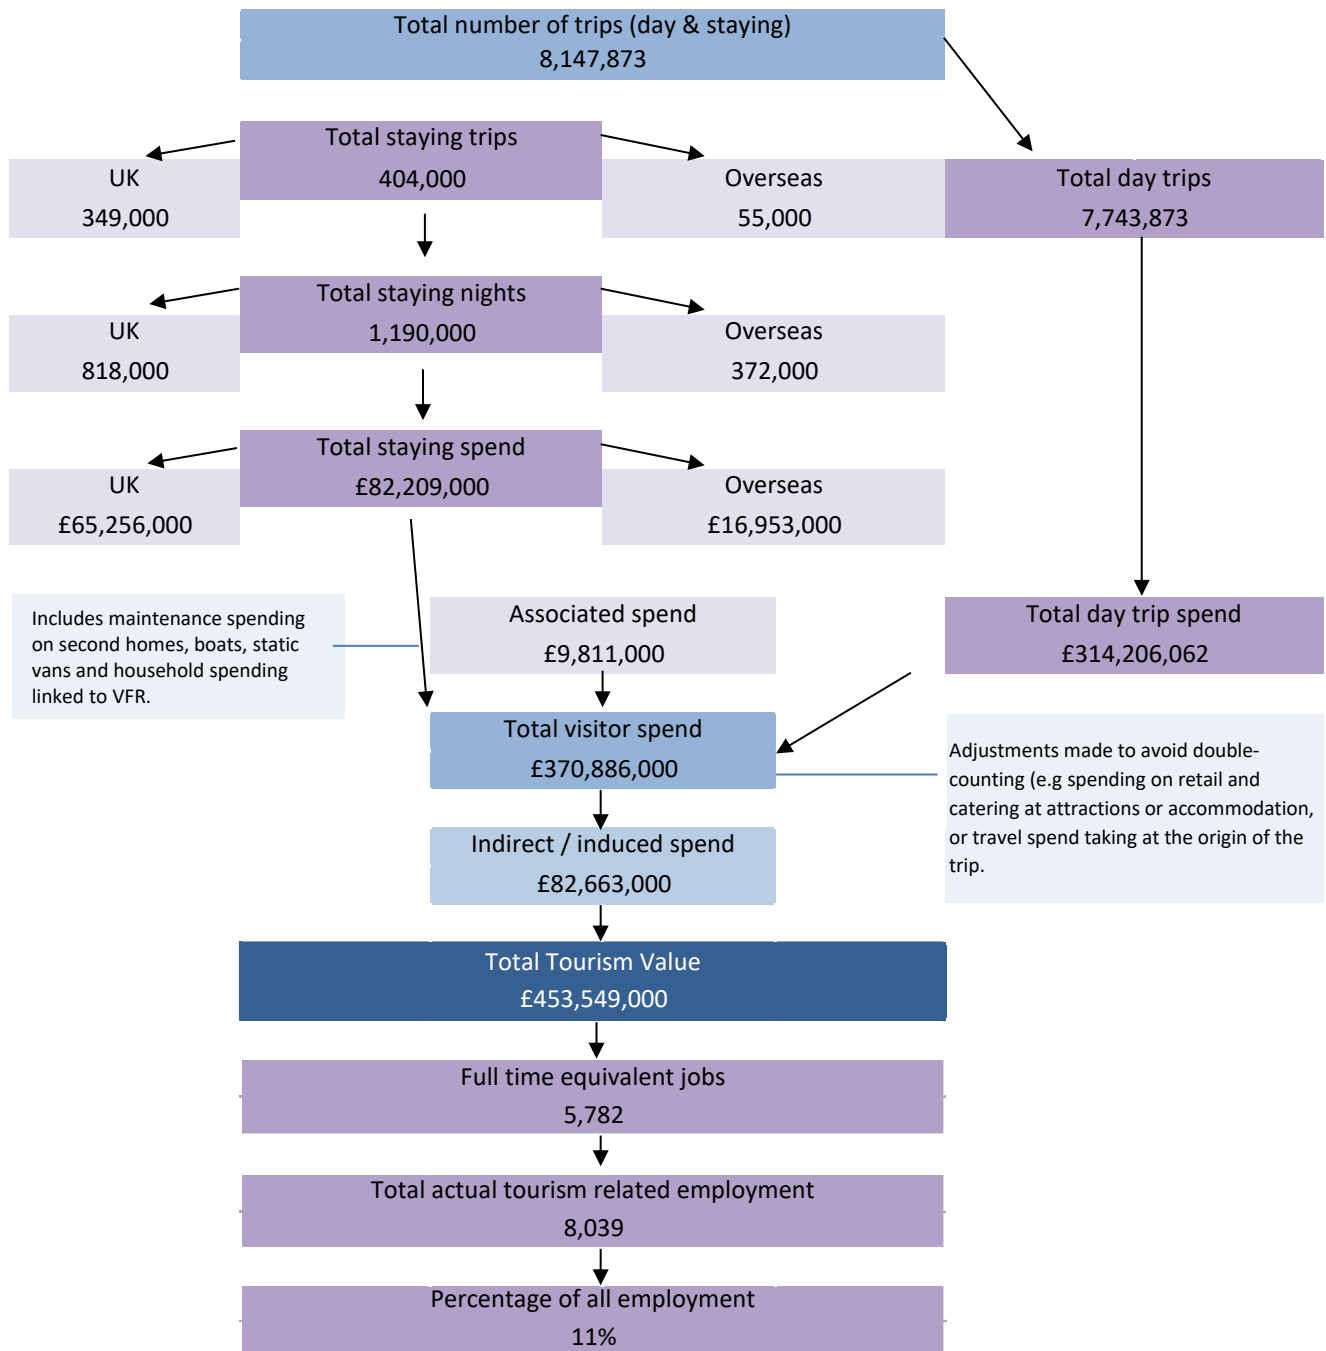 Total number of trips (day & staying)
8,147,873
Total staying trips
404,000
UK
349,000
Overseas
55,000
Total day trips
7,743,873
Total staying nights
1,190,000
UK
818,000
Overseas
372,000
Total staying spend
£82,209,000
UK
£65,256,000
Overseas
£16,953,000
Includes maintenance spending
on second homes, boats, static
vans and household spending
linked to VFR.
Associated spend
£9,811,000
Total day trip spend
£314,206,062
Total visitor spend
£370,886,000
Adjustments made to avoid double-
counting (e.g spending on retail and
catering at attractions or accommodation,
or travel spend taking at the origin of the
trip.
Indirect / induced spend
£82,663,000
Total Tourism Value
£453,549,000
Full time equivalent jobs
5,782
Total actual tourism related employment
8,039
Percentage of all employment
11%